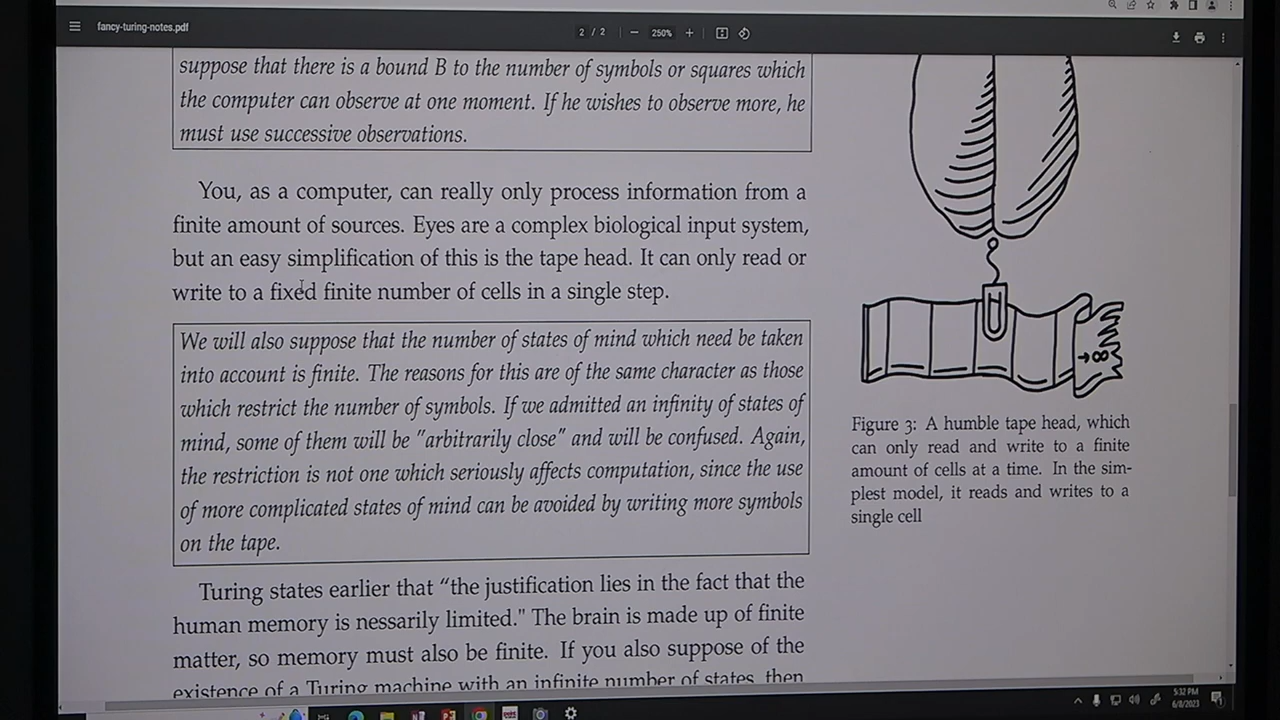 fancy-turing-notes.pdf
2 / 2
250%
suppose that there is a bound B to the number of symbols or squares which
the computer can observe at one moment. If he wishes to observe more, he
must use successive observations.
You, as a computer, can really only process information from a
finite amount of sources. Eyes are a complex biological input system,
but an easy simplification of this is the tape head. It can only read or
write to a fixed finite number of cells in a single step.
We will also suppose that the number of states of mind which need be taken
into account is finite. The reasons for this are of the same character as those
which restrict the number of symbols. If we admitted an infinity of states of
mind, some of them will be "arbitrarily close" and will be confused. Again,
the restriction is not one which seriously affects computation, since the use
of more complicated states of mind can be avoided by writing more symbols
on the tape.
Turing states earlier that “the justification lies in the fact that the
human memory is nessarily limited." The brain is made up of finite
matter, so memory must also be finite. If you also suppose of the
existence of a Turing machine with an infinite number of states, then
→∞
Figure 3: A humble tape head, which
can only read and write to a finite
amount of cells at a time. In the sim-
plest model, it reads and writes to a
single cell
5:32 PM
6/8/2023